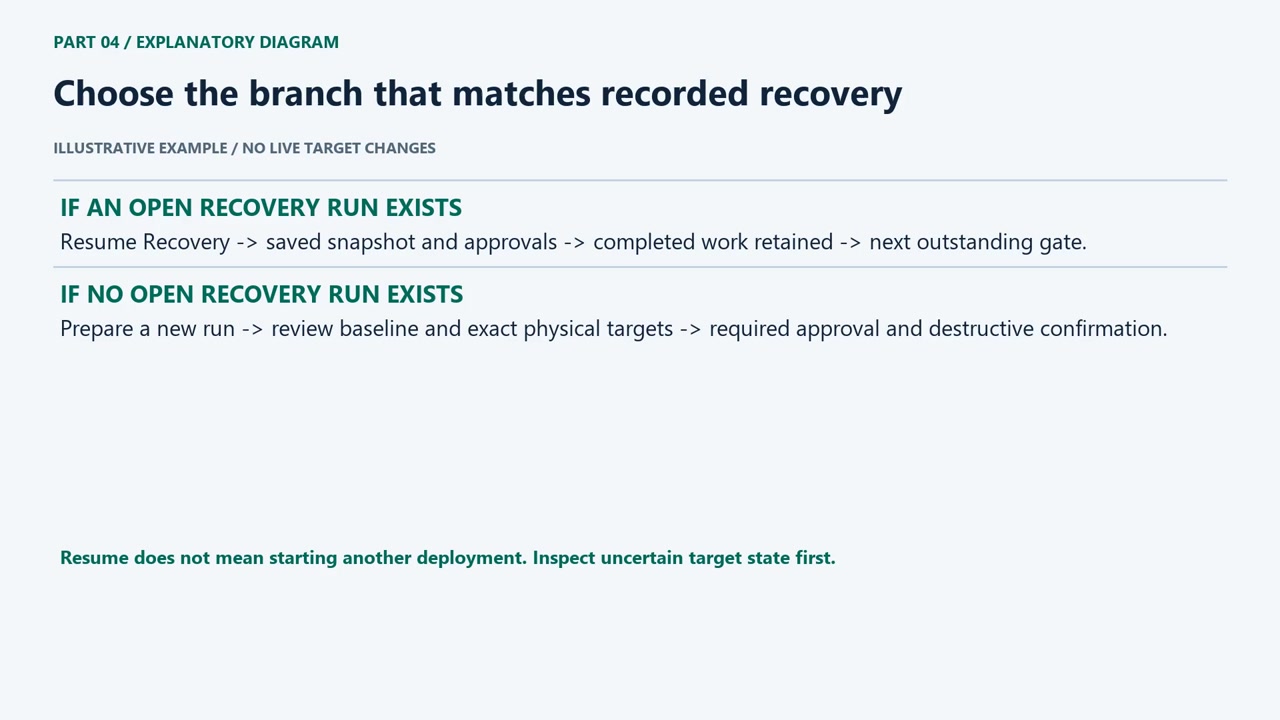 PART 04 / EXPLANATORY DIAGRAM
Choose the branch that matches recorded recovery
ILLUSTRATIVE EXAMPLE / NO LIVE TARGET CHANGES
IF AN OPEN RECOVERY RUN EXISTS
Resume Recovery -> saved snapshot and approvals -> completed work retained -> next outstanding gate.
IF NO OPEN RECOVERY RUN EXISTS
Prepare a new run -> review baseline and exact physical targets -> required approval and destructive confirmation.
Resume does not mean starting another deployment. Inspect uncertain target state first.